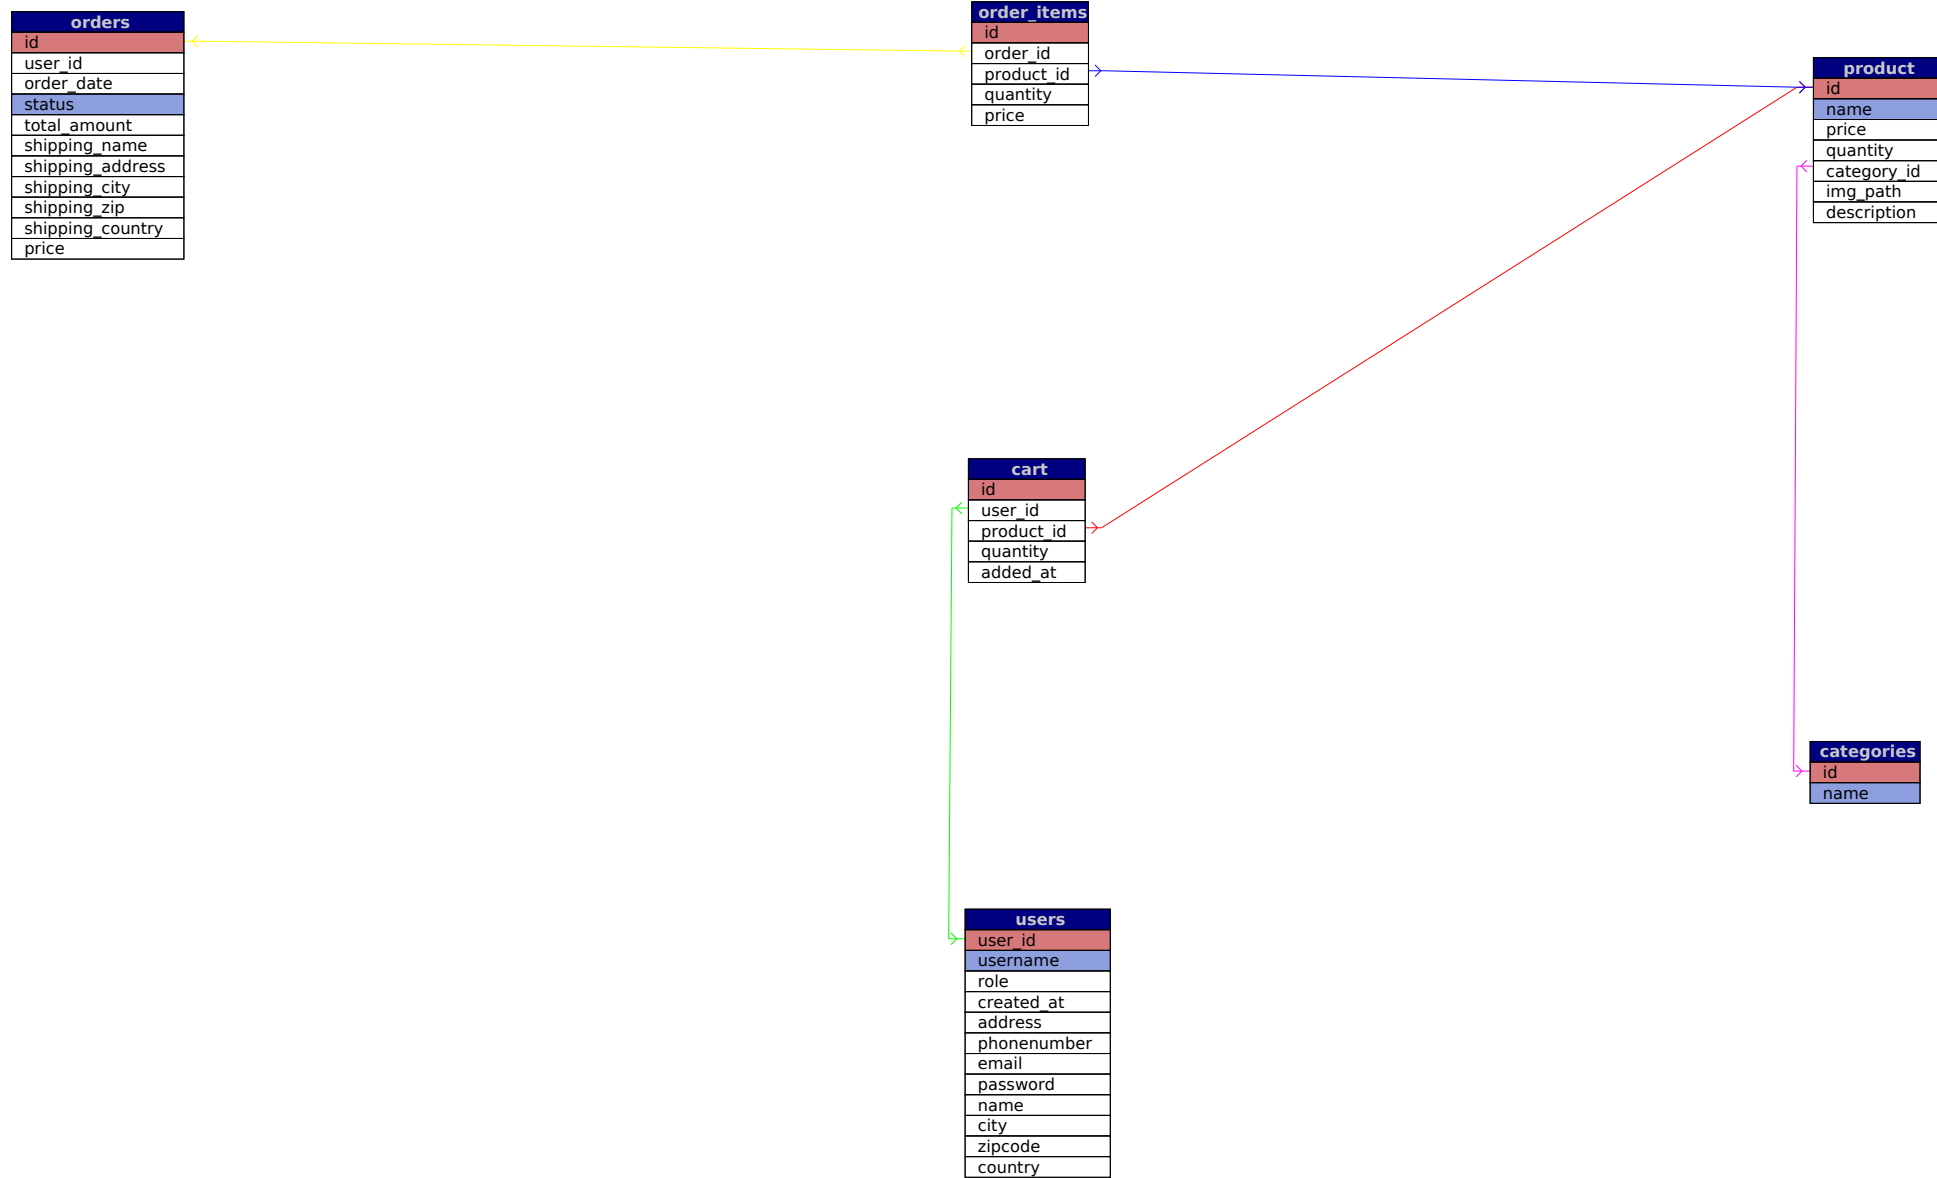 orders
id
user_id
order_date
status
total_amount
shipping_name
shipping_address
shipping_city
shipping_zip
shipping_country
price
order_items
id
order_id
product_id
quantity
price
product
id
name
price
quantity
category_id
img_path
description
cart
id
user_id
product_id
quantity
added_at
categories
id
name
users
user_id
username
role
created_at
address
phonenumber
email
password
name
city
zipcode
country